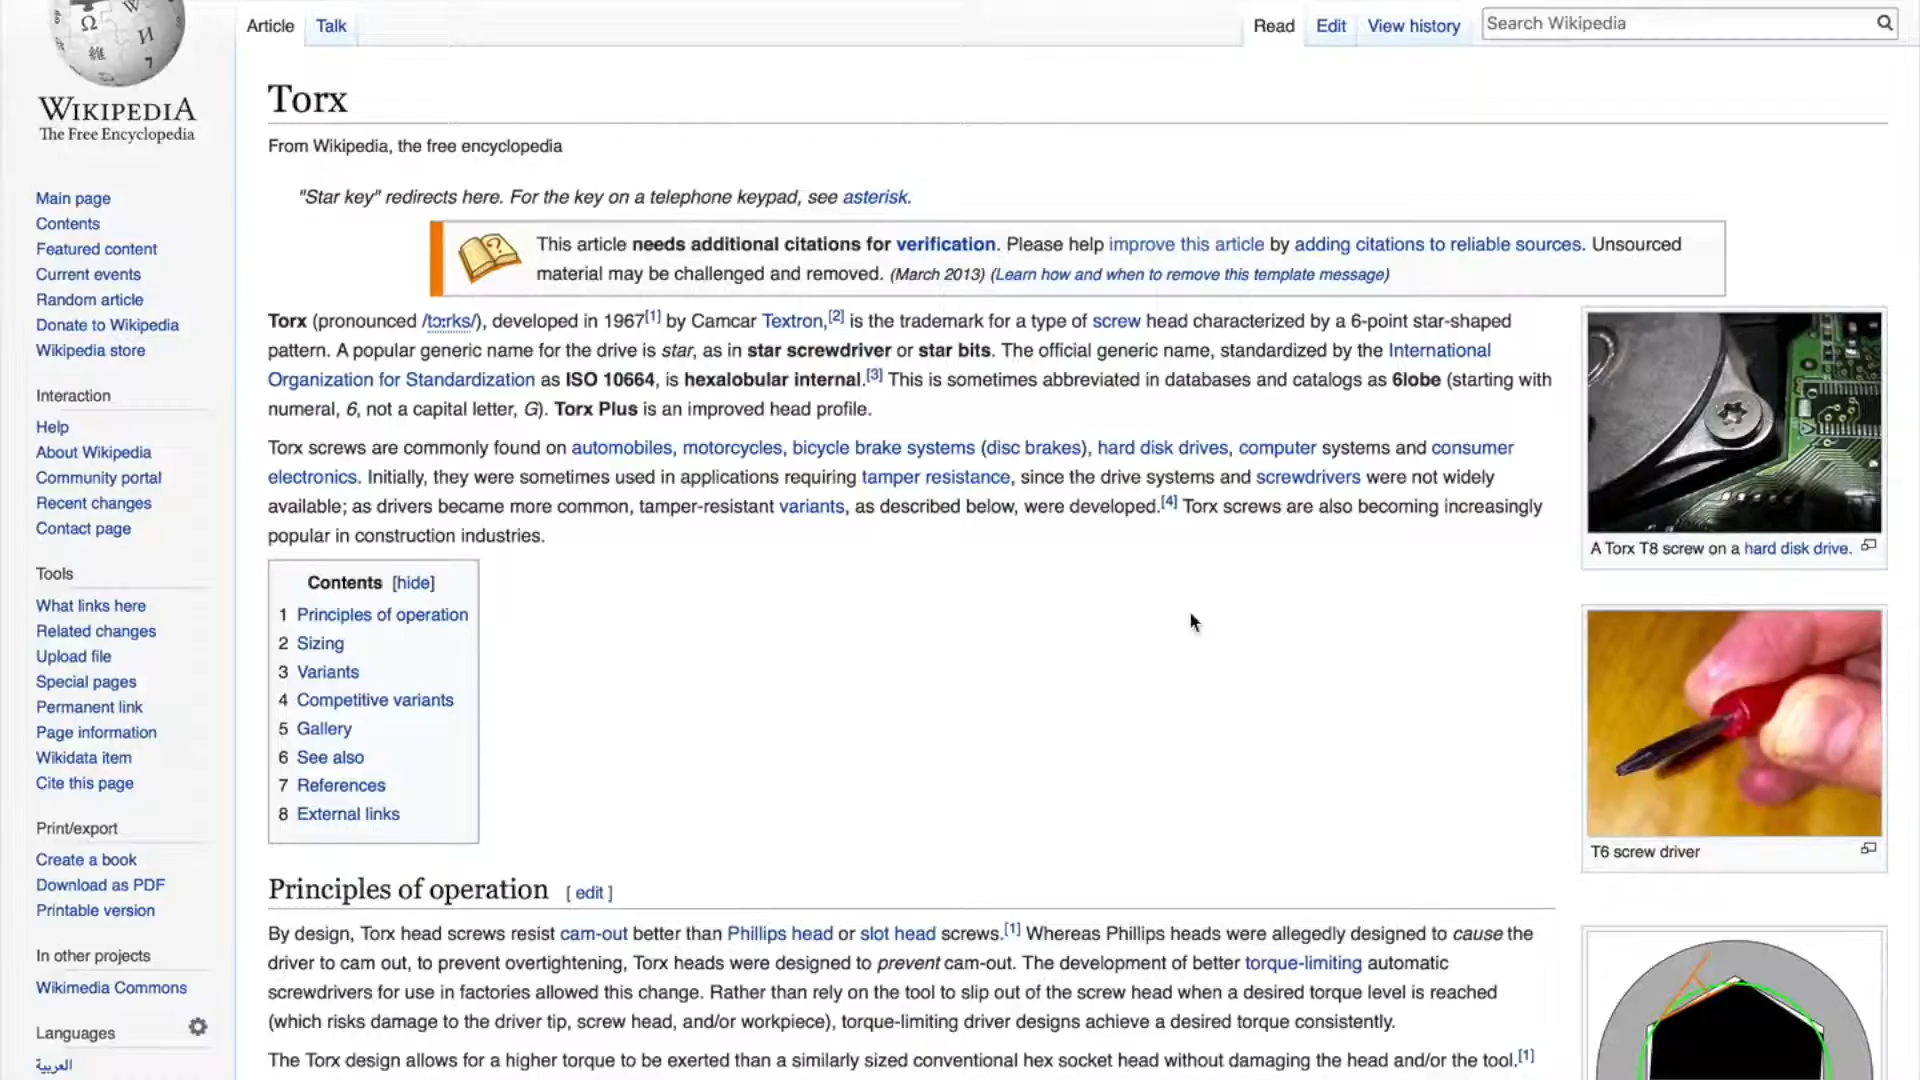 Article
Talk
Read
Edit
View history
Search Wikipedia
Ω
W
И
維
7
WIKIPEDIA
The Free Encyclopedia
Main page
Contents
Featured content
Current events
Random article
Donate to Wikipedia
Wikipedia store
Interaction
Help
About Wikipedia
Community portal
Recent changes
Contact page
Tools
What links here
Related changes
Upload file
Special pages
Permanent link
Page information
Wikidata item
Cite this page
Print/export
Create a book
Download as PDF
Printable version
In other projects
Wikimedia Commons
Languages
العربية
Torx
From Wikipedia, the free encyclopedia
"Star key" redirects here. For the key on a telephone keypad, see asterisk.
This article needs additional citations for verification. Please help improve this article by adding citations to reliable sources. Unsourced
material may be challenged and removed. (March 2013) (Learn how and when to remove this template message)
Torx (pronounced /tɔːrks/), developed in 1967[1] by Camcar Textron,[2] is the trademark for a type of screw head characterized by a 6-point star-shaped
pattern. A popular generic name for the drive is star, as in star screwdriver or star bits. The official generic name, standardized by the International
Organization for Standardization as ISO 10664, is hexalobular internal.[3] This is sometimes abbreviated in databases and catalogs as 6lobe (starting with
numeral, 6, not a capital letter, G). Torx Plus is an improved head profile.
Torx screws are commonly found on automobiles, motorcycles, bicycle brake systems (disc brakes), hard disk drives, computer systems and consumer
electronics. Initially, they were sometimes used in applications requiring tamper resistance, since the drive systems and screwdrivers were not widely
available; as drivers became more common, tamper-resistant variants, as described below, were developed.[4] Torx screws are also becoming increasingly
popular in construction industries.
Contents [hide]
1 Principles of operation
2 Sizing
3 Variants
4 Competitive variants
5 Gallery
6 See also
7 References
8 External links
A Torx T8 screw on a hard disk drive.
T6 screw driver
Principles of operation [ edit ]
By design, Torx head screws resist cam-out better than Phillips head or slot head screws.[1] Whereas Phillips heads were allegedly designed to cause the
driver to cam out, to prevent overtightening, Torx heads were designed to prevent cam-out. The development of better torque-limiting automatic
screwdrivers for use in factories allowed this change. Rather than rely on the tool to slip out of the screw head when a desired torque level is reached
(which risks damage to the driver tip, screw head, and/or workpiece), torque-limiting driver designs achieve a desired torque consistently.
The Torx design allows for a higher torque to be exerted than a similarly sized conventional hex socket head without damaging the head and/or the tool.[1]